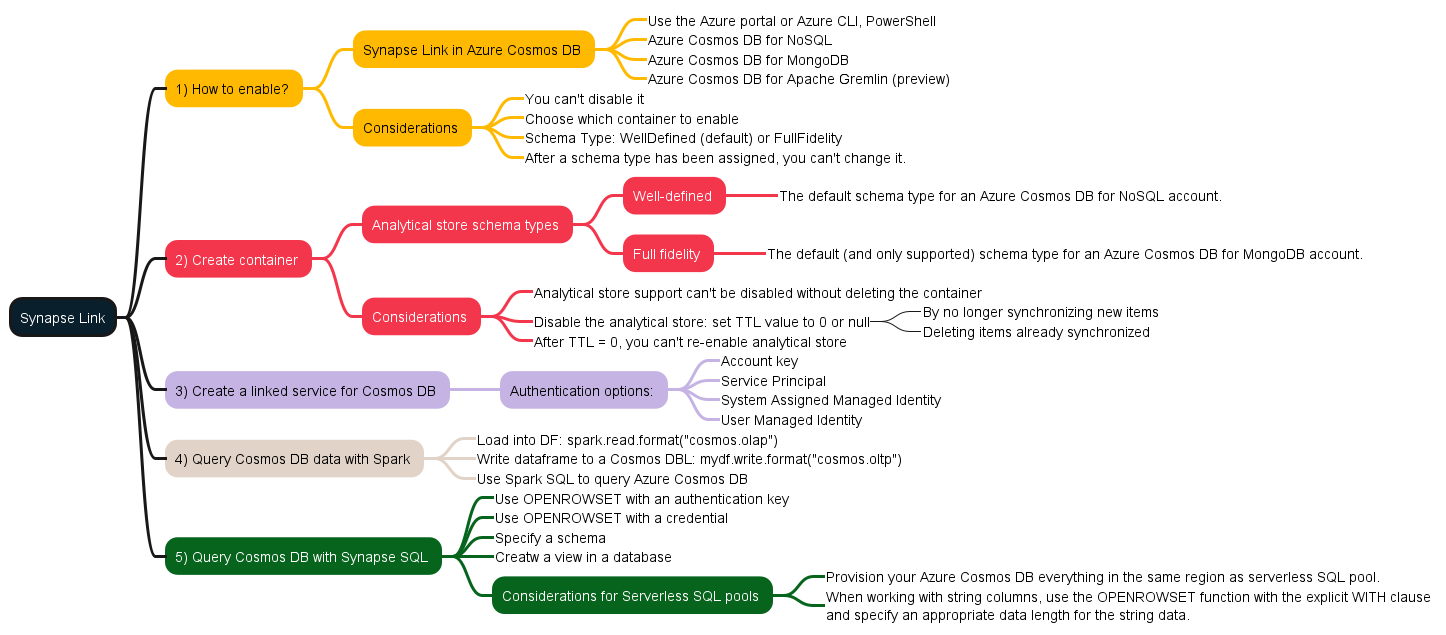 Synapse Link
1) How to enable?
Synapse Link in Azure Cosmos DB
Use the Azure portal or Azure CLI, PowerShell
Azure Cosmos DB for NoSQL
Azure Cosmos DB for MongoDB
Azure Cosmos DB for Apache Gremlin (preview)
Considerations
You can't disable it
Choose which container to enable
Schema Type: WellDefined (default) or FullFidelity
After a schema type has been assigned, you can't change it.
2) Create container
Analytical store schema types
Well-defined
The default schema type for an Azure Cosmos DB for NoSQL account.
Full fidelity
The default (and only supported) schema type for an Azure Cosmos DB for MongoDB account.
Considerations
Analytical store support can't be disabled without deleting the container
Disable the analytical store: set TTL value to 0 or null
By no longer synchronizing new items
Deleting items already synchronized
After TTL = 0, you can't re-enable analytical store
3) Create a linked service for Cosmos DB
Authentication options:
Account key
Service Principal
System Assigned Managed Identity
User Managed Identity
4) Query Cosmos DB data with Spark
Load into DF: spark.read.format("cosmos.olap")
Write dataframe to a Cosmos DBL: mydf.write.format("cosmos.oltp")
Use Spark SQL to query Azure Cosmos DB
5) Query Cosmos DB with Synapse SQL
Use OPENROWSET with an authentication key
Use OPENROWSET with a credential
Specify a schema
Creatw a view in a database
Considerations for Serverless SQL pools
Provision your Azure Cosmos DB everything in the same region as serverless SQL pool.
When working with string columns, use the OPENROWSET function with the explicit WITH clause
and specify an appropriate data length for the string data.